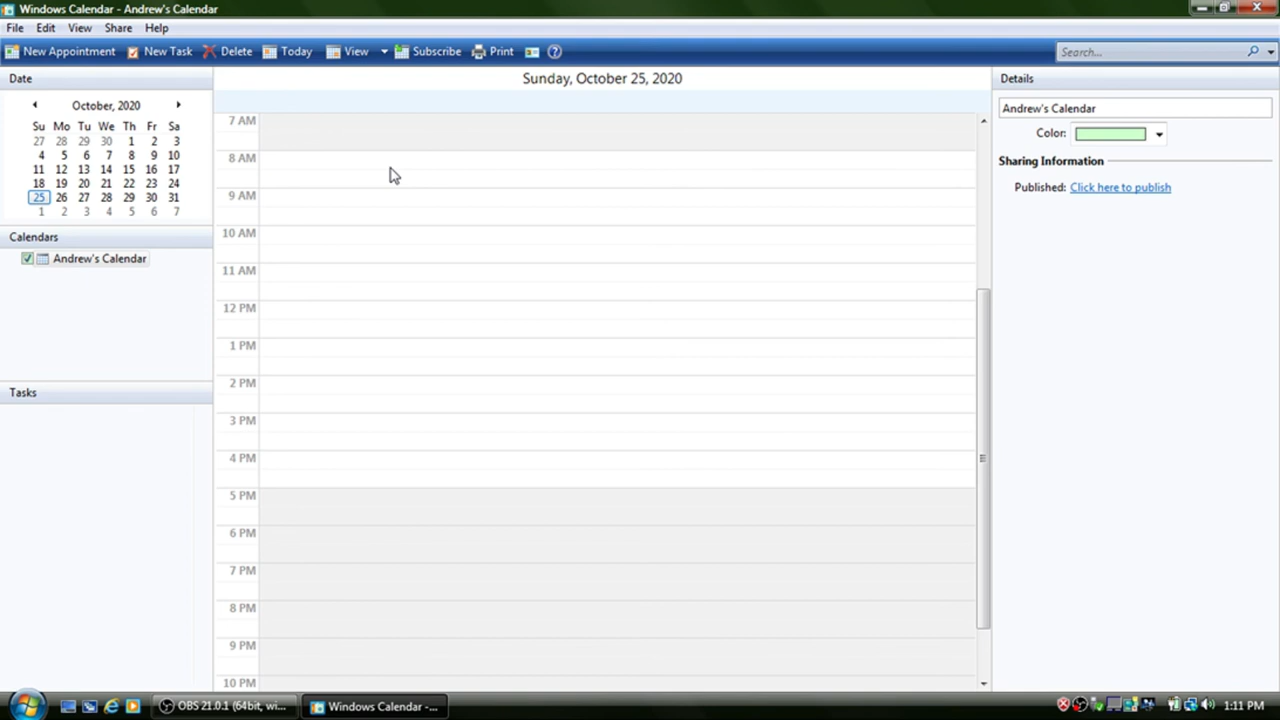 Windows Calendar - Andrew's Calendar
File Edit View Share Help
New Appointment New Task Delete Today View Subscribe Print Search...
Date
October, 2020
Su Mo Tu We Th Fr Sa
27 28 29 30 1 2 3
4 5 6 7 8 9 10
11 12 13 14 15 16 17
18 19 20 21 22 23 24
25 26 27 28 29 30 31
1 2 3 4 5 6 7
Calendars
Andrew's Calendar
Tasks
Sunday, October 25, 2020
7 AM
8 AM
9 AM
10 AM
11 AM
12 PM
1 PM
2 PM
3 PM
4 PM
5 PM
6 PM
7 PM
8 PM
9 PM
10 PM
Details
Andrew's Calendar
Color:
Sharing Information
Published: Click here to publish
OBS 21.0.1 (64bit, wi... Windows Calendar -... 1:11 PM